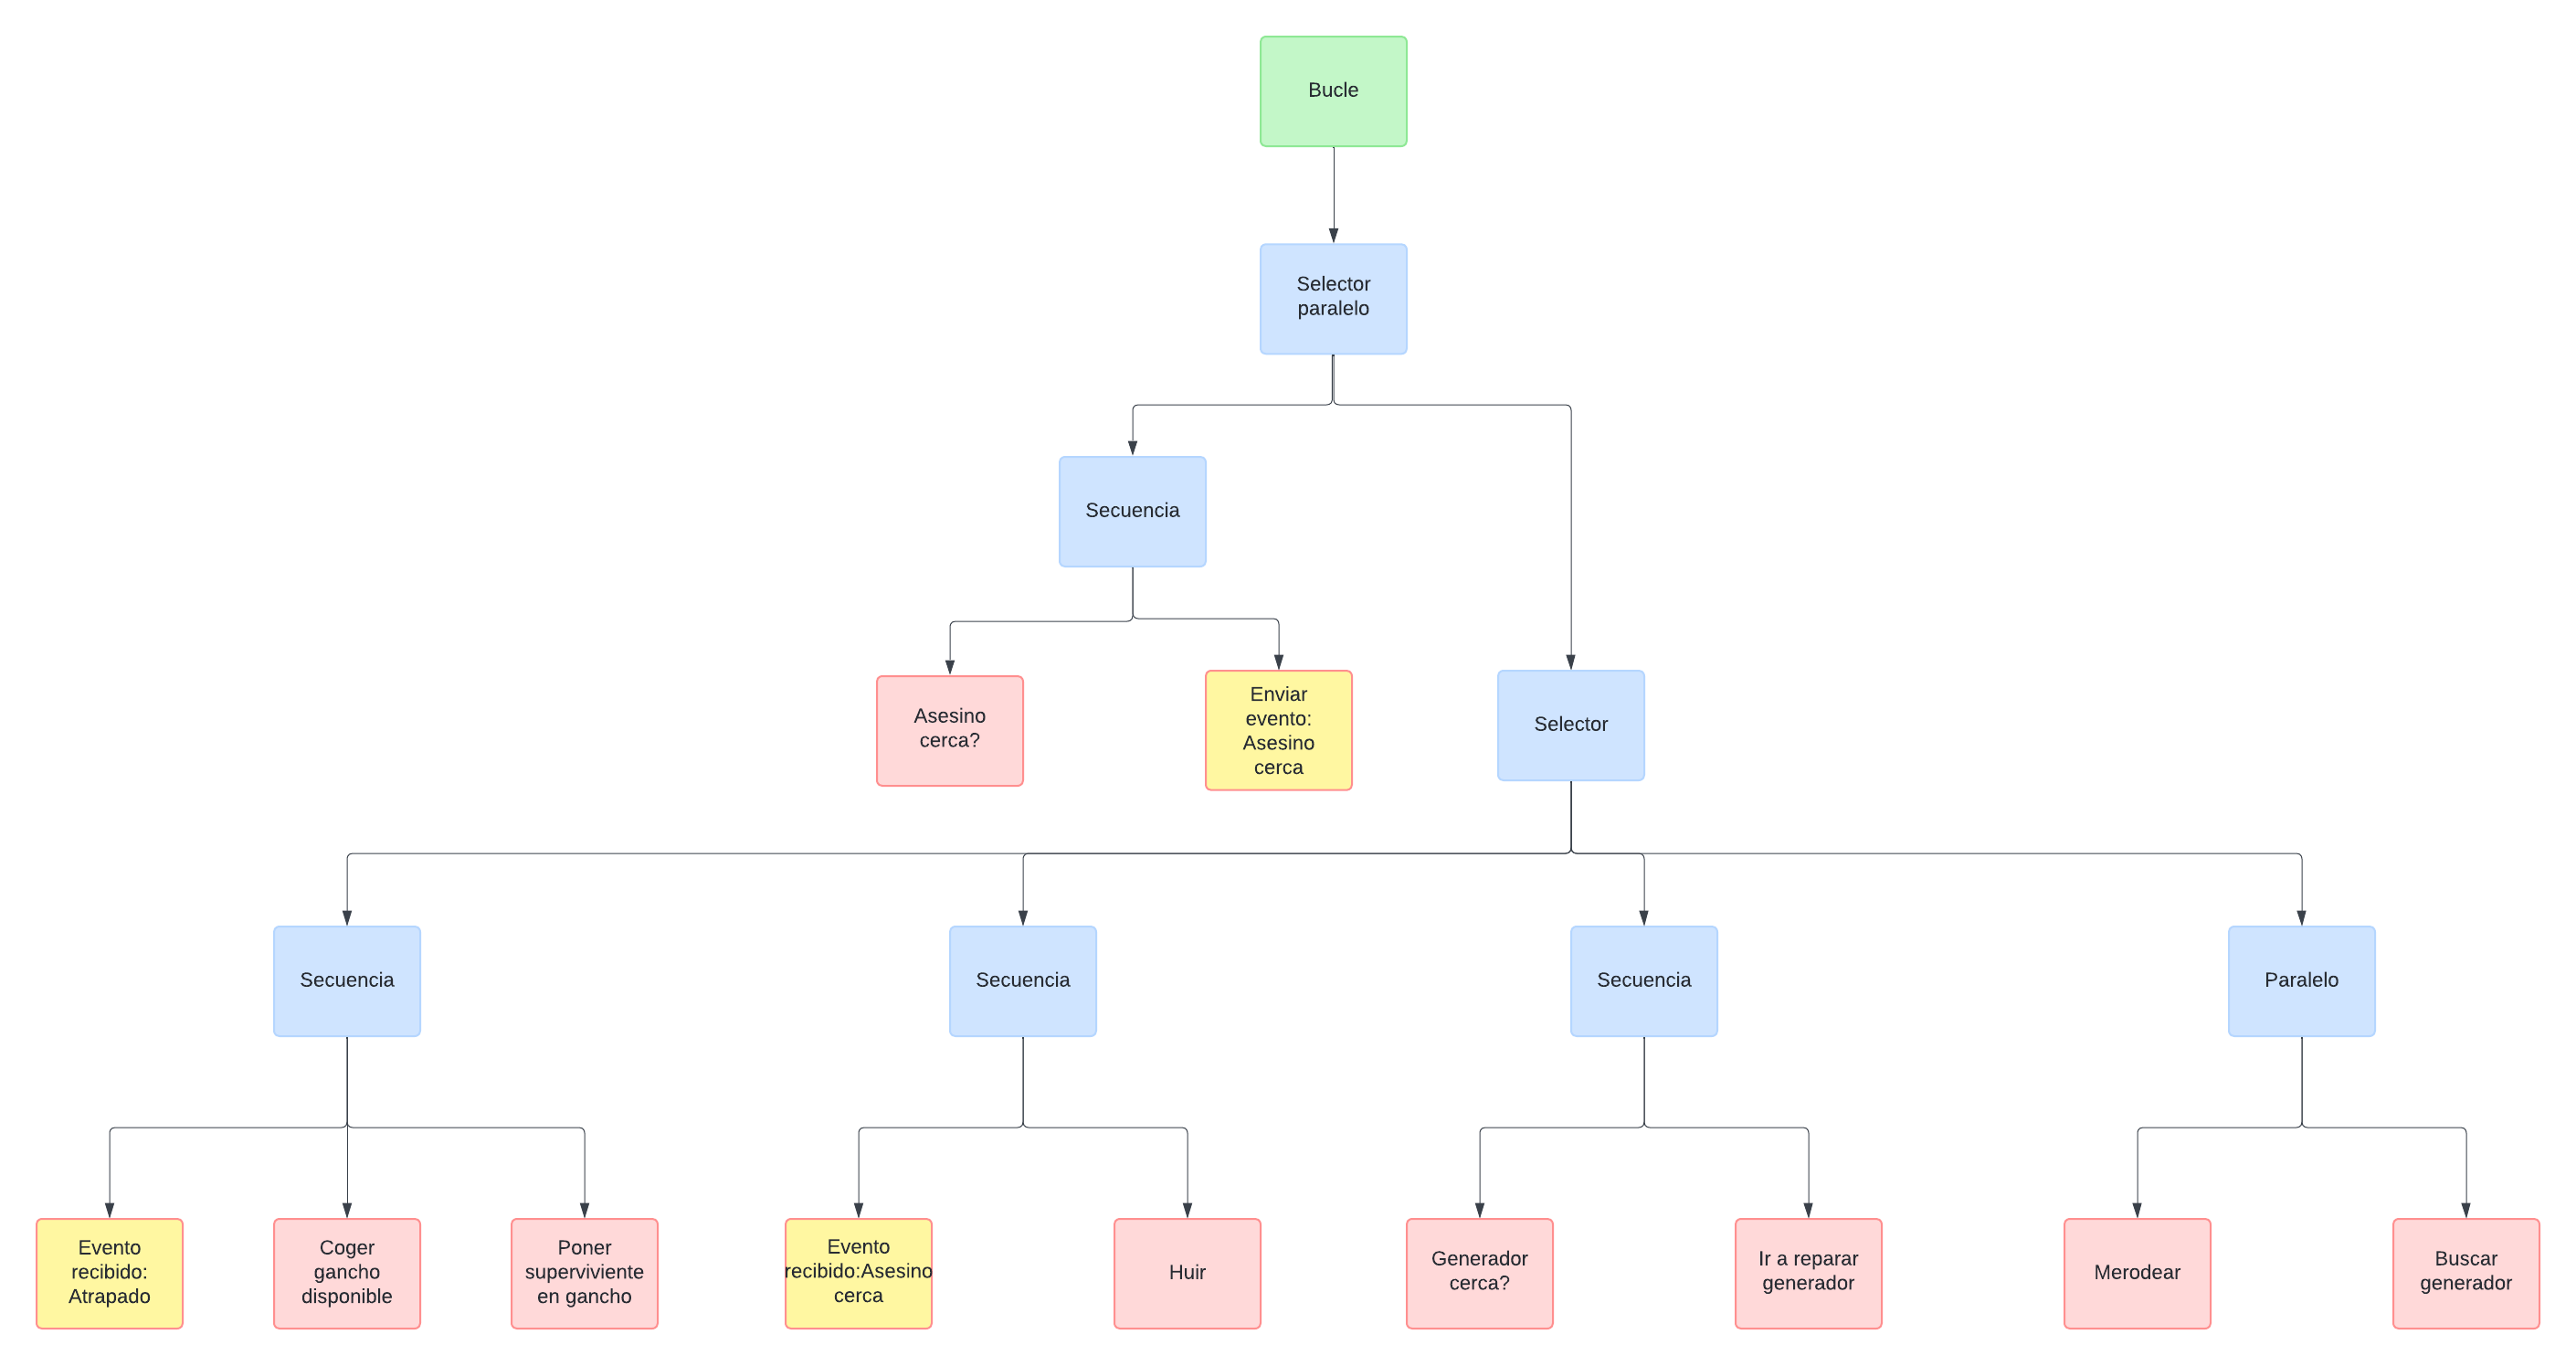 Bucle
Selector
paralelo
Secuencia
Asesino
cerca?
Enviar
evento:
Asesino
cerca
Selector
Secuencia
Secuencia
Secuencia
Paralelo
Evento
recibido:
Atrapado
Coger
gancho
disponible
Poner
superviviente
en gancho
Evento
recibido:Asesino
cerca
Huir
Generador
cerca?
Ir a reparar
generador
Merodear
Buscar
generador